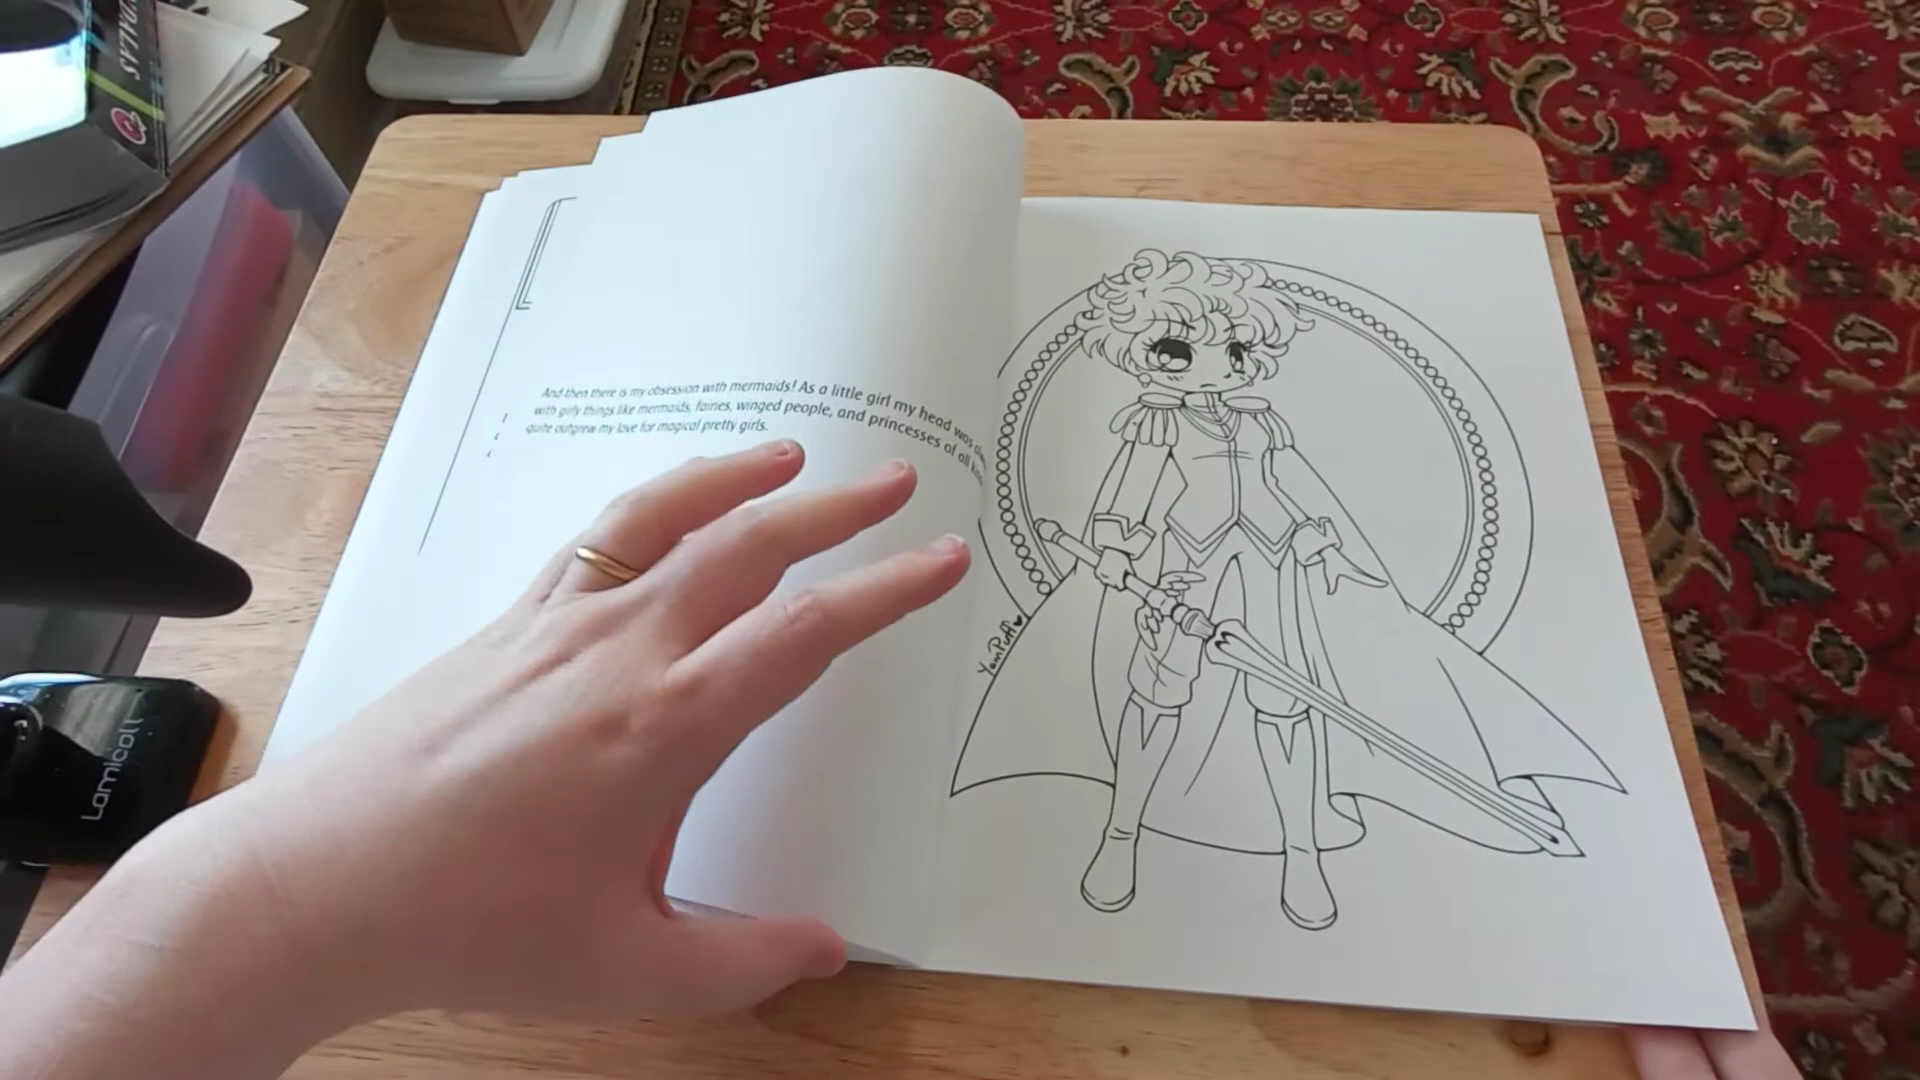 And then there is my obsession with mermaids! As a little girl my head was
with girly things like mermaids, fairies, winged people, and princesses of all
quite outgrew my love for magical pretty girls.
YamPuff
Lamicall